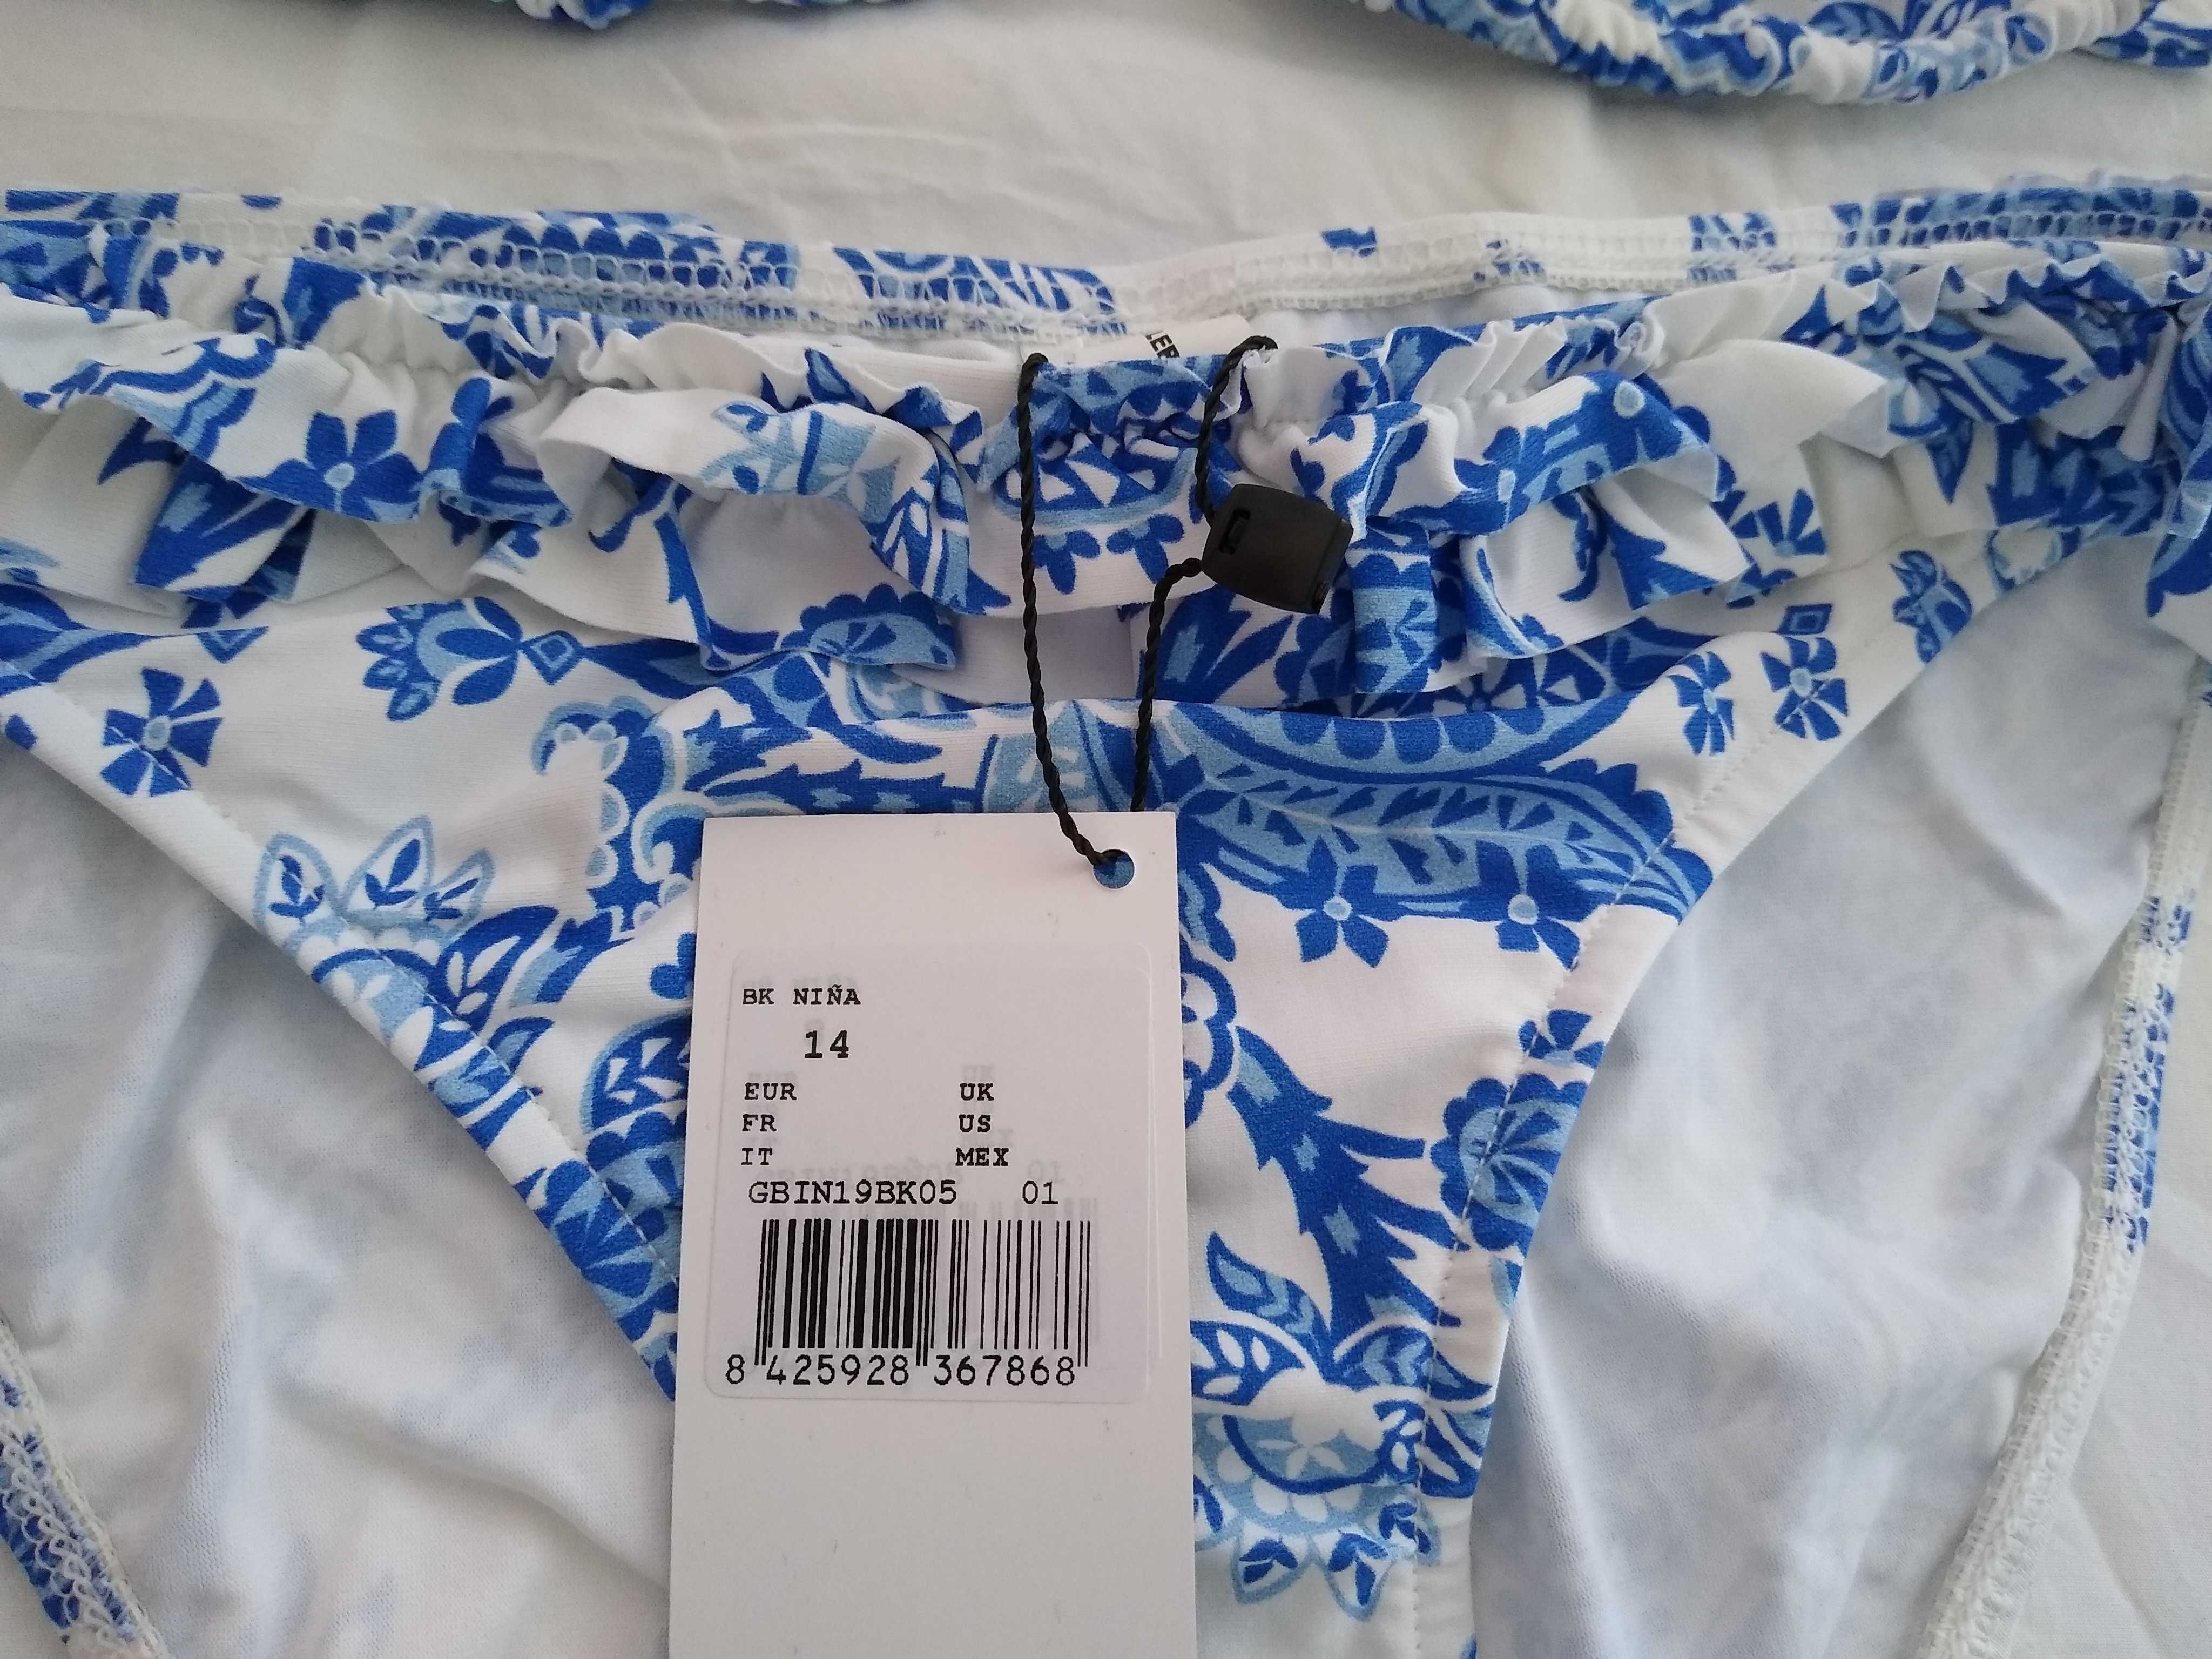 BK NIÑA
14
EUR UK
FR US
IT MEX
GBIN19BK05 01
8 425928 367868